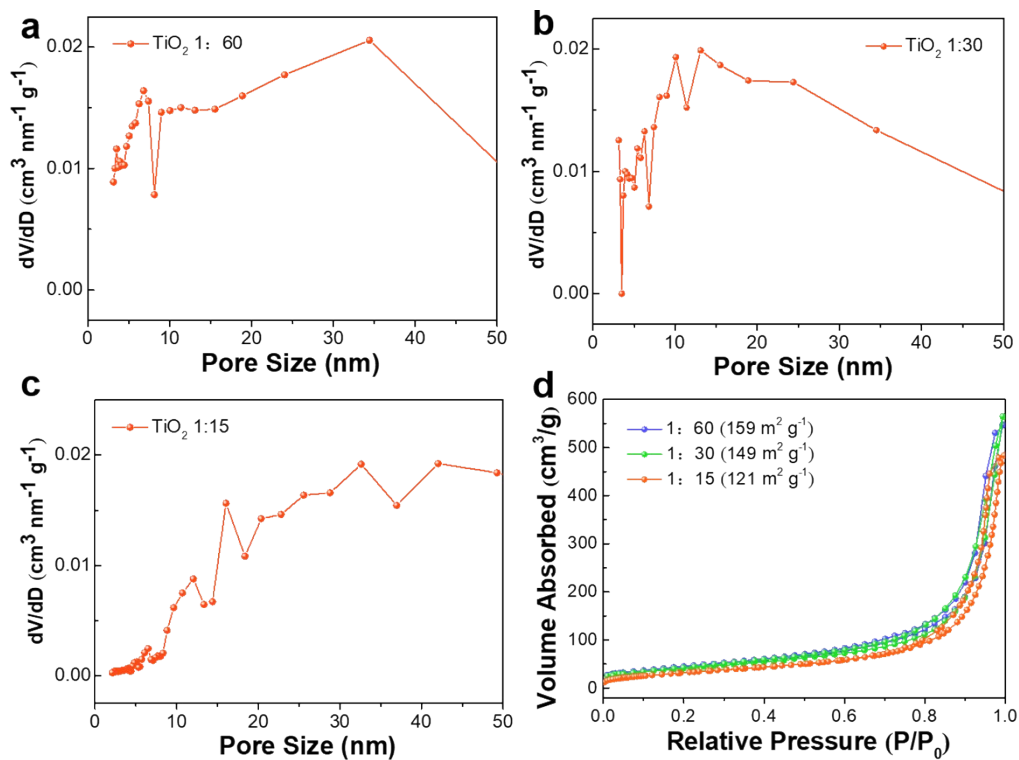 a
TiO₂ 1： 60
0.02
0.01
0.00
dV/dD (cm³ nm⁻¹ g⁻¹)
0 10 20 30 40 50
Pore Size (nm)
b
TiO₂ 1:30
0.02
0.01
0.00
dV/dD (cm³ nm⁻¹ g⁻¹)
0 10 20 30 40 50
Pore Size (nm)
c
TiO₂ 1:15
0.02
0.01
0.00
dV/dD (cm³ nm⁻¹ g⁻¹)
0 10 20 30 40 50
Pore Size (nm)
d
1： 60 (159 m² g⁻¹)
1： 30 (149 m² g⁻¹)
1： 15 (121 m² g⁻¹)
600
500
400
300
200
100
0
Volume Absorbed (cm³/g)
0.0 0.2 0.4 0.6 0.8 1.0
Relative Pressure (P/P₀)